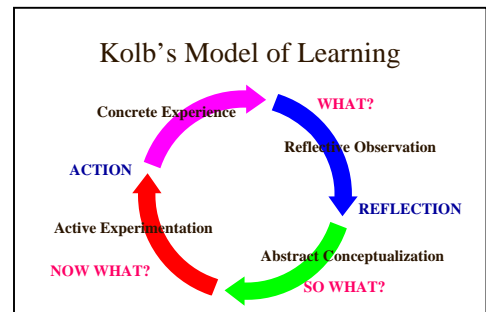 Kolb’s Model of Learning
WHAT?
Concrete Experience
Reflective Observation
ACTION
REFLECTION
Active Experimentation
Abstract Conceptualization
NOW WHAT?
SO WHAT?